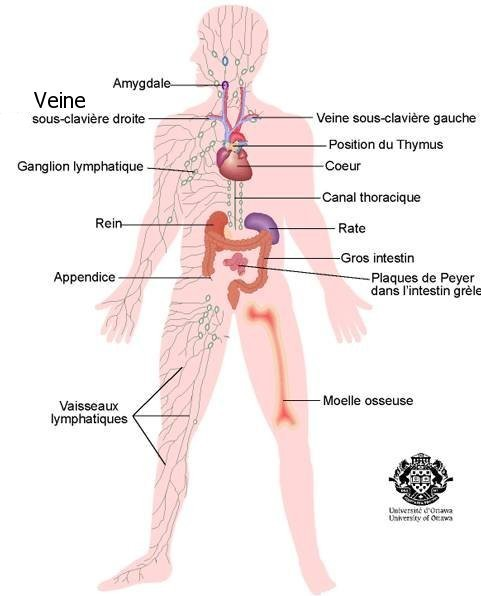 Amygdale
Veine
sous-clavière droite
Veine sous-clavière gauche
Position du Thymus
Ganglion lymphatique
Coeur
Canal thoracique
Rein
Rate
Gros intestin
Appendice
Plaques de Peyer
dans l'intestin grèle
Moelle osseuse
Vaisseaux
lymphatiques
Université d'Ottawa
University of Ottawa